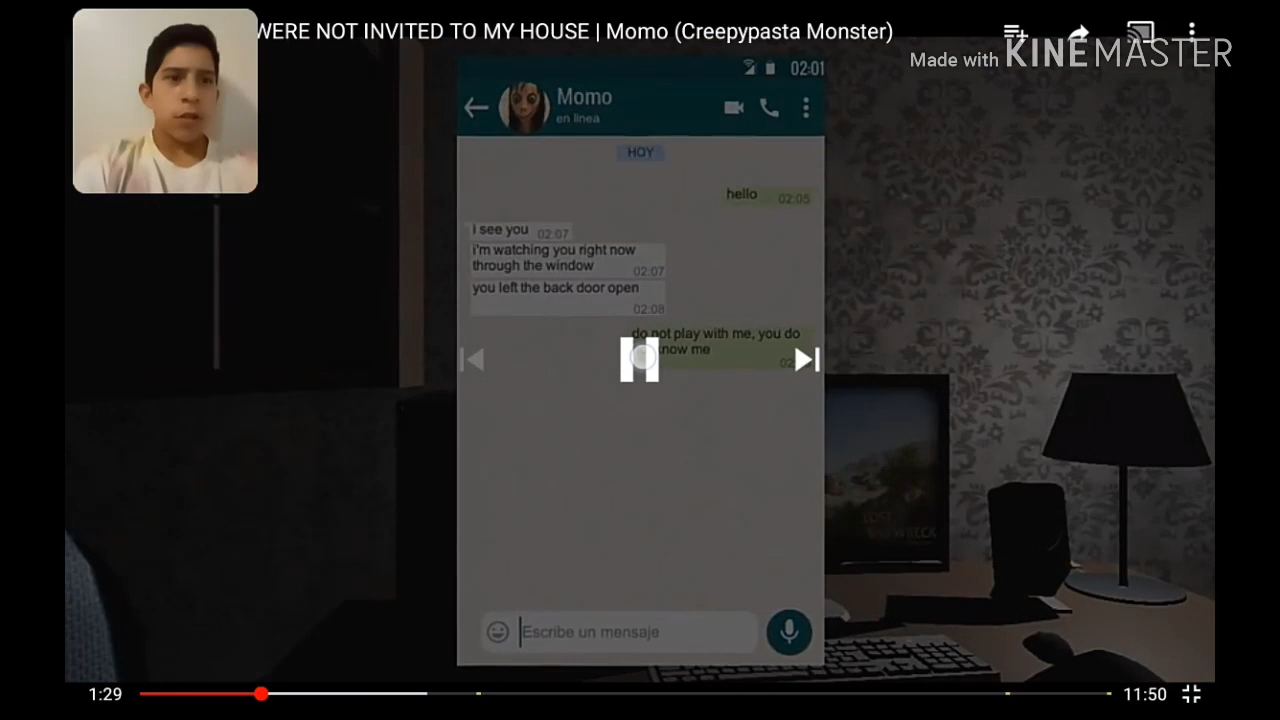 WERE NOT INVITED TO MY HOUSE | Momo (Creepypasta Monster)
Made with KINEMASTER
02:01
Momo
en línea
HOY
hello 02:05
I see you 02:07
i'm watching you right now
through the window 02:07
you left the back door open
02:08
do not play with me, you do
know me
Escribe un mensaje
1:29
11:50